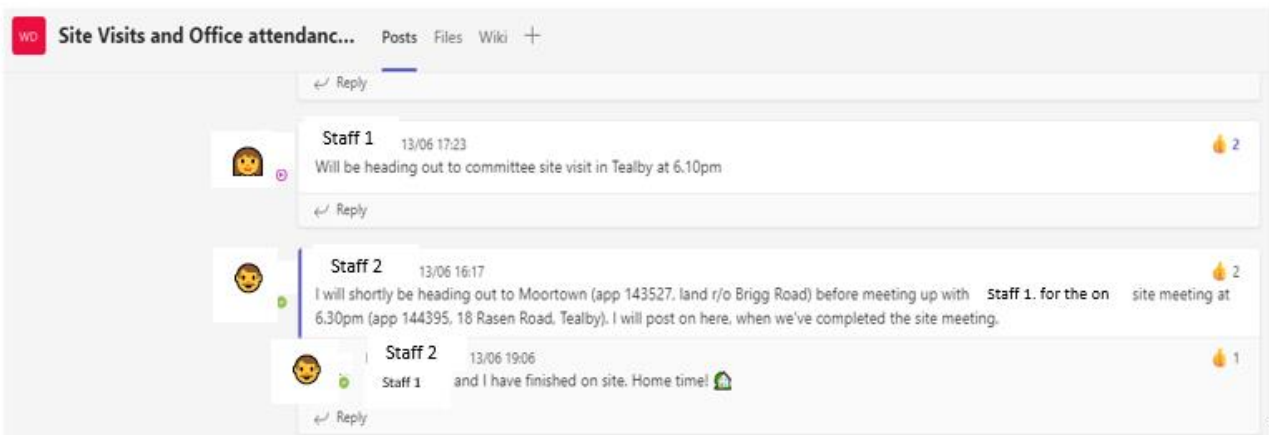 WD Site Visits and Office attendanc... Posts Files Wiki
Reply
Staff 1 13/06 17:23
2
Will be heading out to committee site visit in Tealby at 6.10pm
Reply
Staff 2 13/06 16:17
2
I will shortly be heading out to Moortown (app 143527, land r/o Brigg Road) before meeting up with Staff 1. for the on site meeting at
6.30pm (app 144395, 18 Rasen Road, Tealby). I will post on here, when we've completed the site meeting.
Staff 2 13/06 19:06
1
Staff 1 and I have finished on site. Home time!
Reply